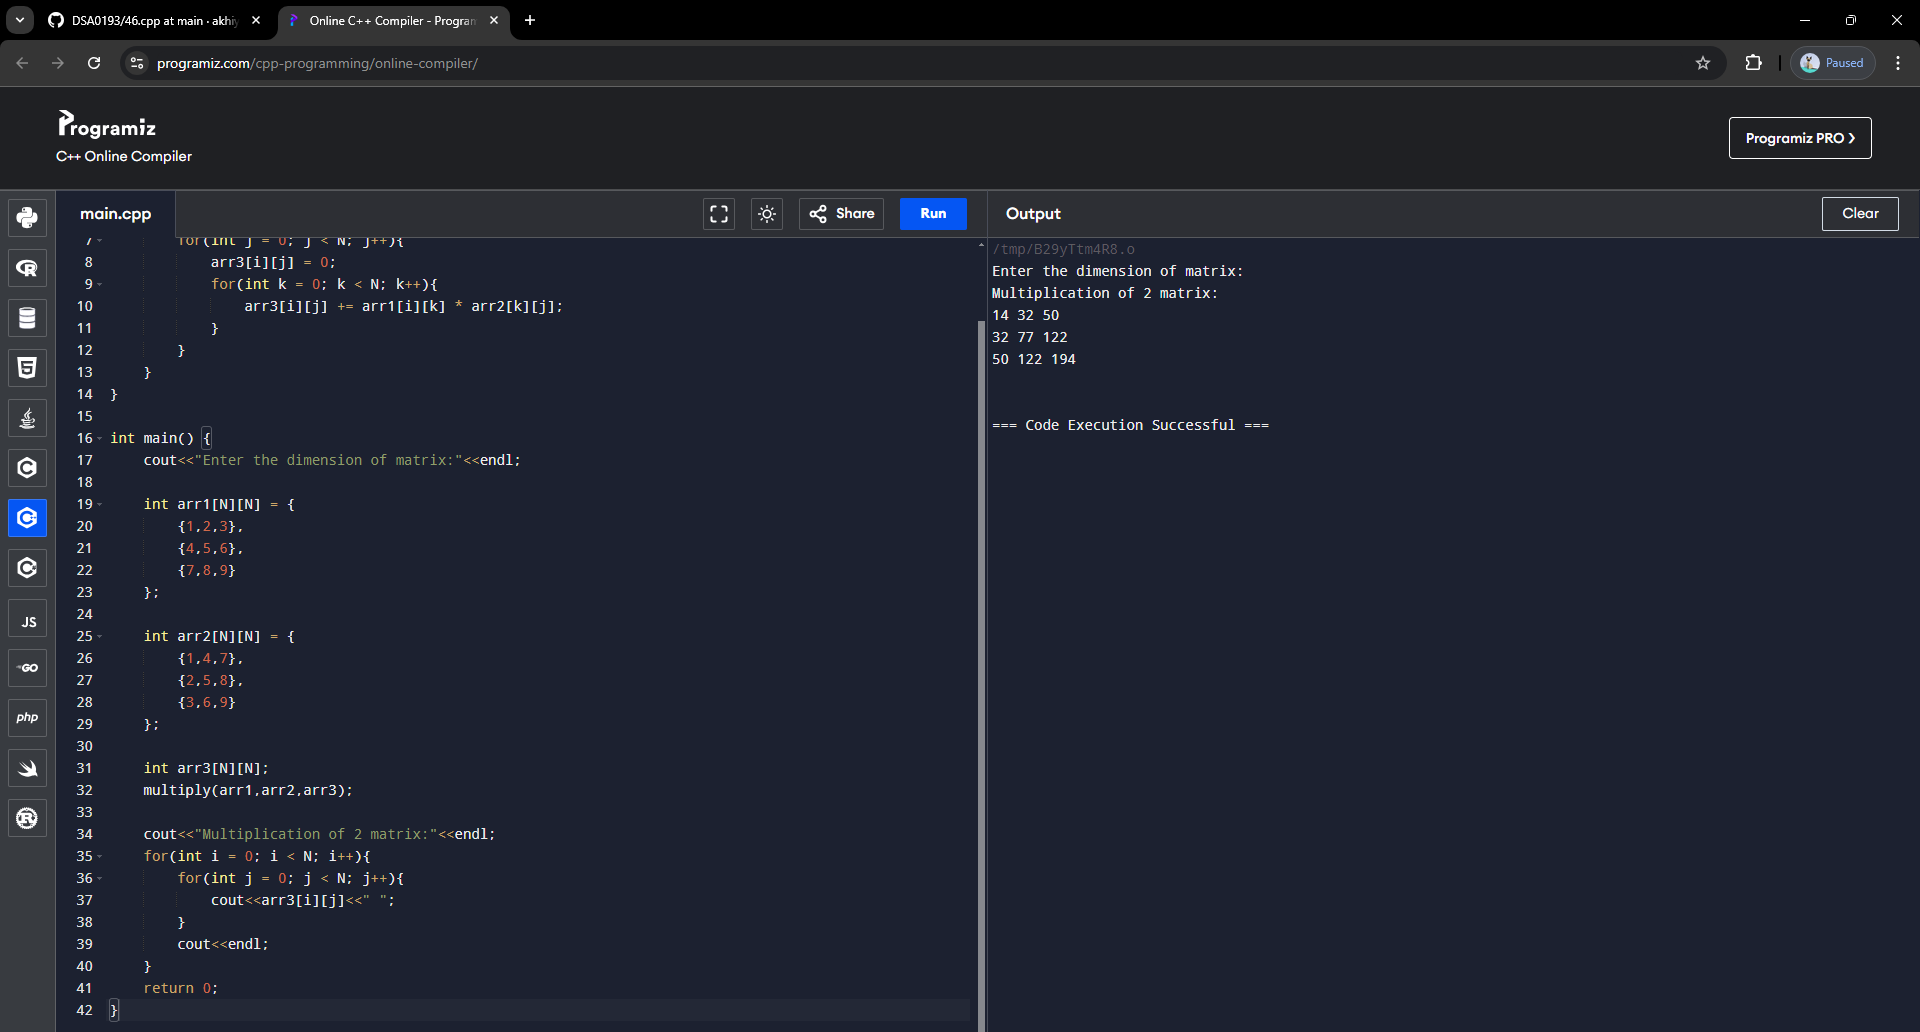 DSA0193/46.cpp at main · akhiy
Online C++ Compiler - Program
programiz.com/cpp-programming/online-compiler/
Paused
Programiz
C++ Online Compiler
Programiz PRO ❯
main.cpp
Share
Run
Output
Clear
7 for(int j = 0; j < N; j++){
8 arr3[i][j] = 0;
9 for(int k = 0; k < N; k++){
10 arr3[i][j] += arr1[i][k] * arr2[k][j];
11 }
12 }
13 }
14 }
15
16 int main() {
17 cout<<"Enter the dimension of matrix:"<<endl;
18
19 int arr1[N][N] = {
20 {1,2,3},
21 {4,5,6},
22 {7,8,9}
23 };
24
25 int arr2[N][N] = {
26 {1,4,7},
27 {2,5,8},
28 {3,6,9}
29 };
30
31 int arr3[N][N];
32 multiply(arr1,arr2,arr3);
33
34 cout<<"Multiplication of 2 matrix:"<<endl;
35 for(int i = 0; i < N; i++){
36 for(int j = 0; j < N; j++){
37 cout<<arr3[i][j]<<" ";
38 }
39 cout<<endl;
40 }
41 return 0;
42 }
/tmp/B29yTtm4R8.o
Enter the dimension of matrix:
Multiplication of 2 matrix:
14 32 50
32 77 122
50 122 194
=== Code Execution Successful ===
R
5
C
C
C
JS
GO
php
R